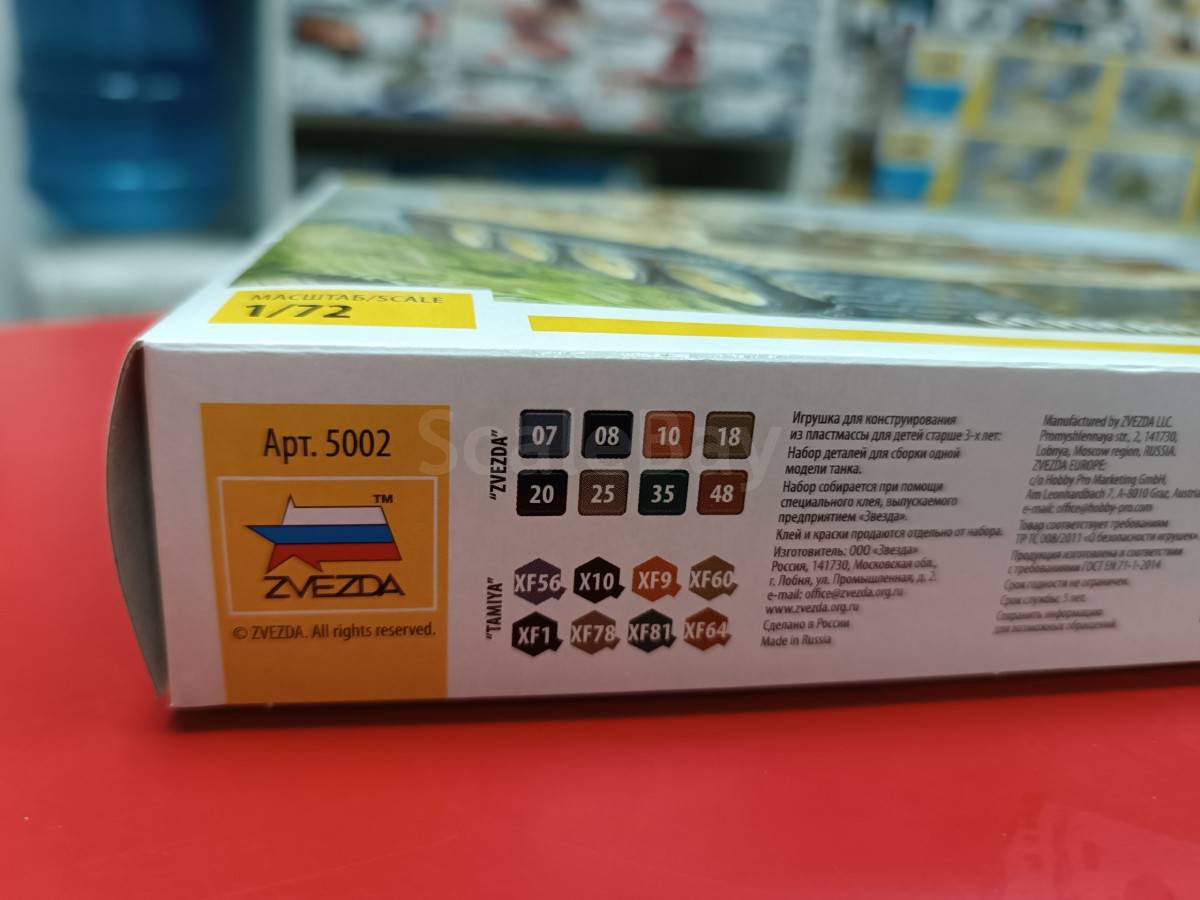 МАСШТАБ/SCALE
1/72
Арт. 5002
TM
ZVEZDA
© ZVEZDA. All rights reserved.
"ZVEZDA"
07 08 10 18
20 25 35 48
"TAMIYA"
XF56 X10 XF9 XF60
XF1 XF78 XF81 XF64
Игрушка для конструирования
из пластмассы для детей старше 3-х лет:
Набор деталей для сборки одной
модели танка.
Набор собирается при помощи
специального клея, выпускаемого
предприятием «Звезда».
Клей и краски продаются отдельно от набора.
Изготовитель: ООО «Звезда»
Россия, 141730, Московская обл.,
г. Лобня, ул. Промышленная, д. 2.
e-mail: office@zvezda.org.ru
www.zvezda.org.ru
Сделано в России
Made in Russia
Manufactured by ZVEZDA LLC.
Promyshlennaya str., 2, 141730,
Lobnya, Moscow region, RUSSIA.
ZVEZDA EUROPE:
c/o Hobby Pro Marketing GmbH,
Am Leonhardbach 7, A-8010 Graz, Austri
e-mail: office@hobby-pro.com
Товар соответствует требованиям
ТР ТС 008/2011 «О безопасности игрушек»
Продукция изготовлена в соответствии
с требованиями ГОСТ EN 71-1-2014
Срок годности не ограничен.
Срок службы: 5 лет.
Сохранить информацию
для возможных обращений.
ScaleBay